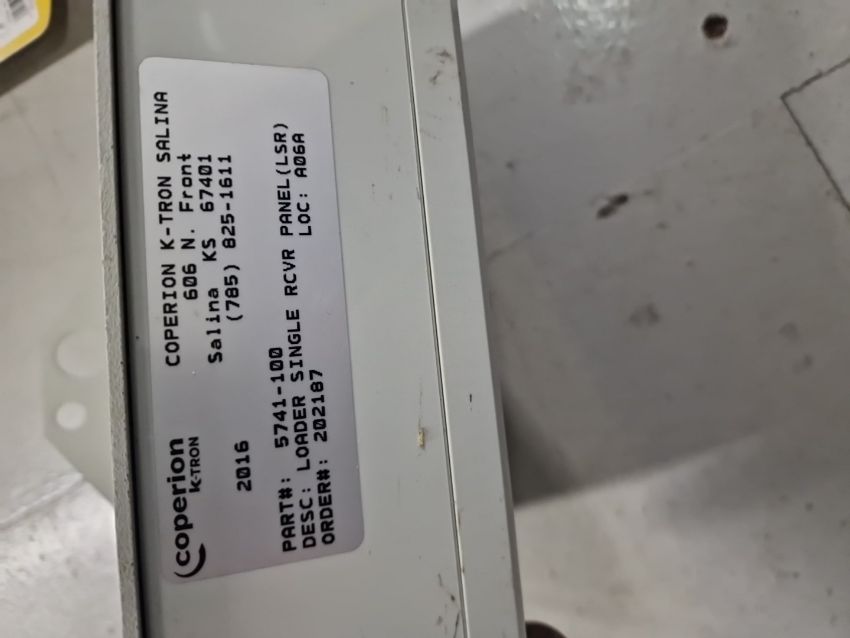 coperion
K-TRON
COPERION K-TRON SALINA
606 N. Front
Salina KS 67401
(785) 825-1611
2016
PART#: 5741-100
DESC: LOADER SINGLE RCVR PANEL(LSR)
ORDER#: 202187 LOC: A06A